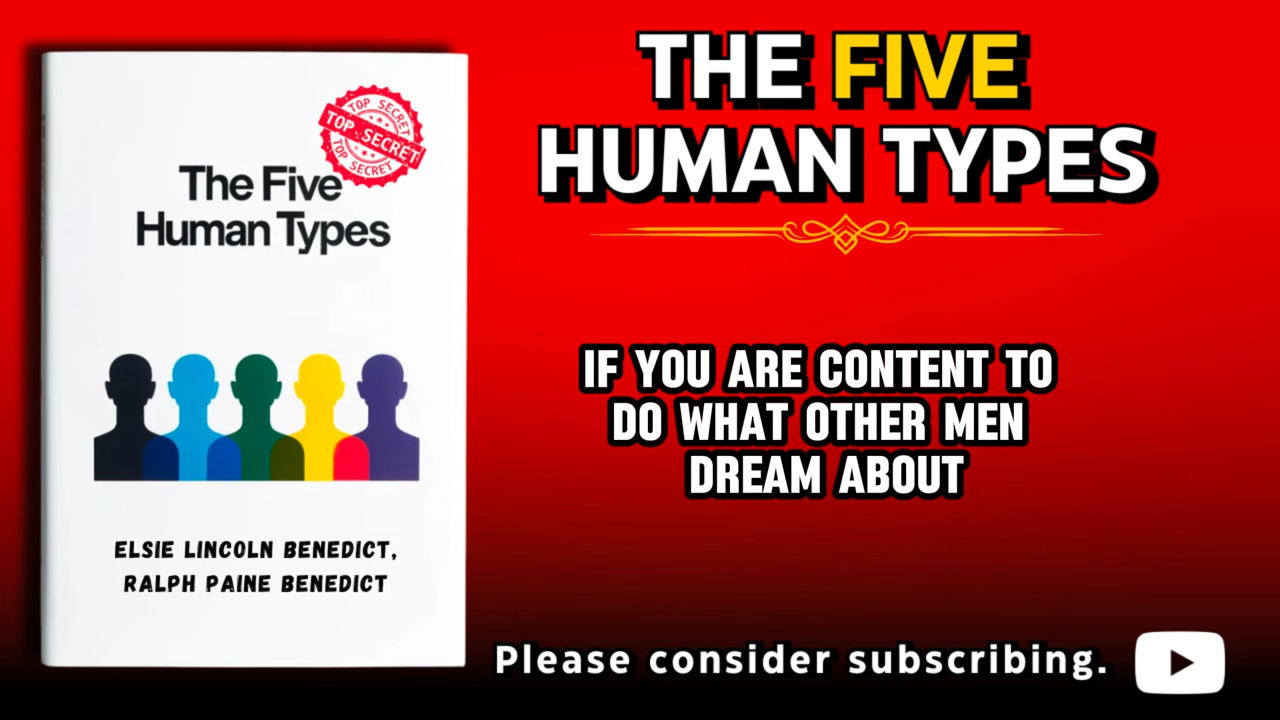 TOP SECRET
TOP SECRET
TOP SECRET
The Five
Human Types
ELSIE LINCOLN BENEDICT,
RALPH PAINE BENEDICT
THE FIVE
HUMAN TYPES
IF YOU ARE CONTENT TO
DO WHAT OTHER MEN
DREAM ABOUT
Please consider subscribing.